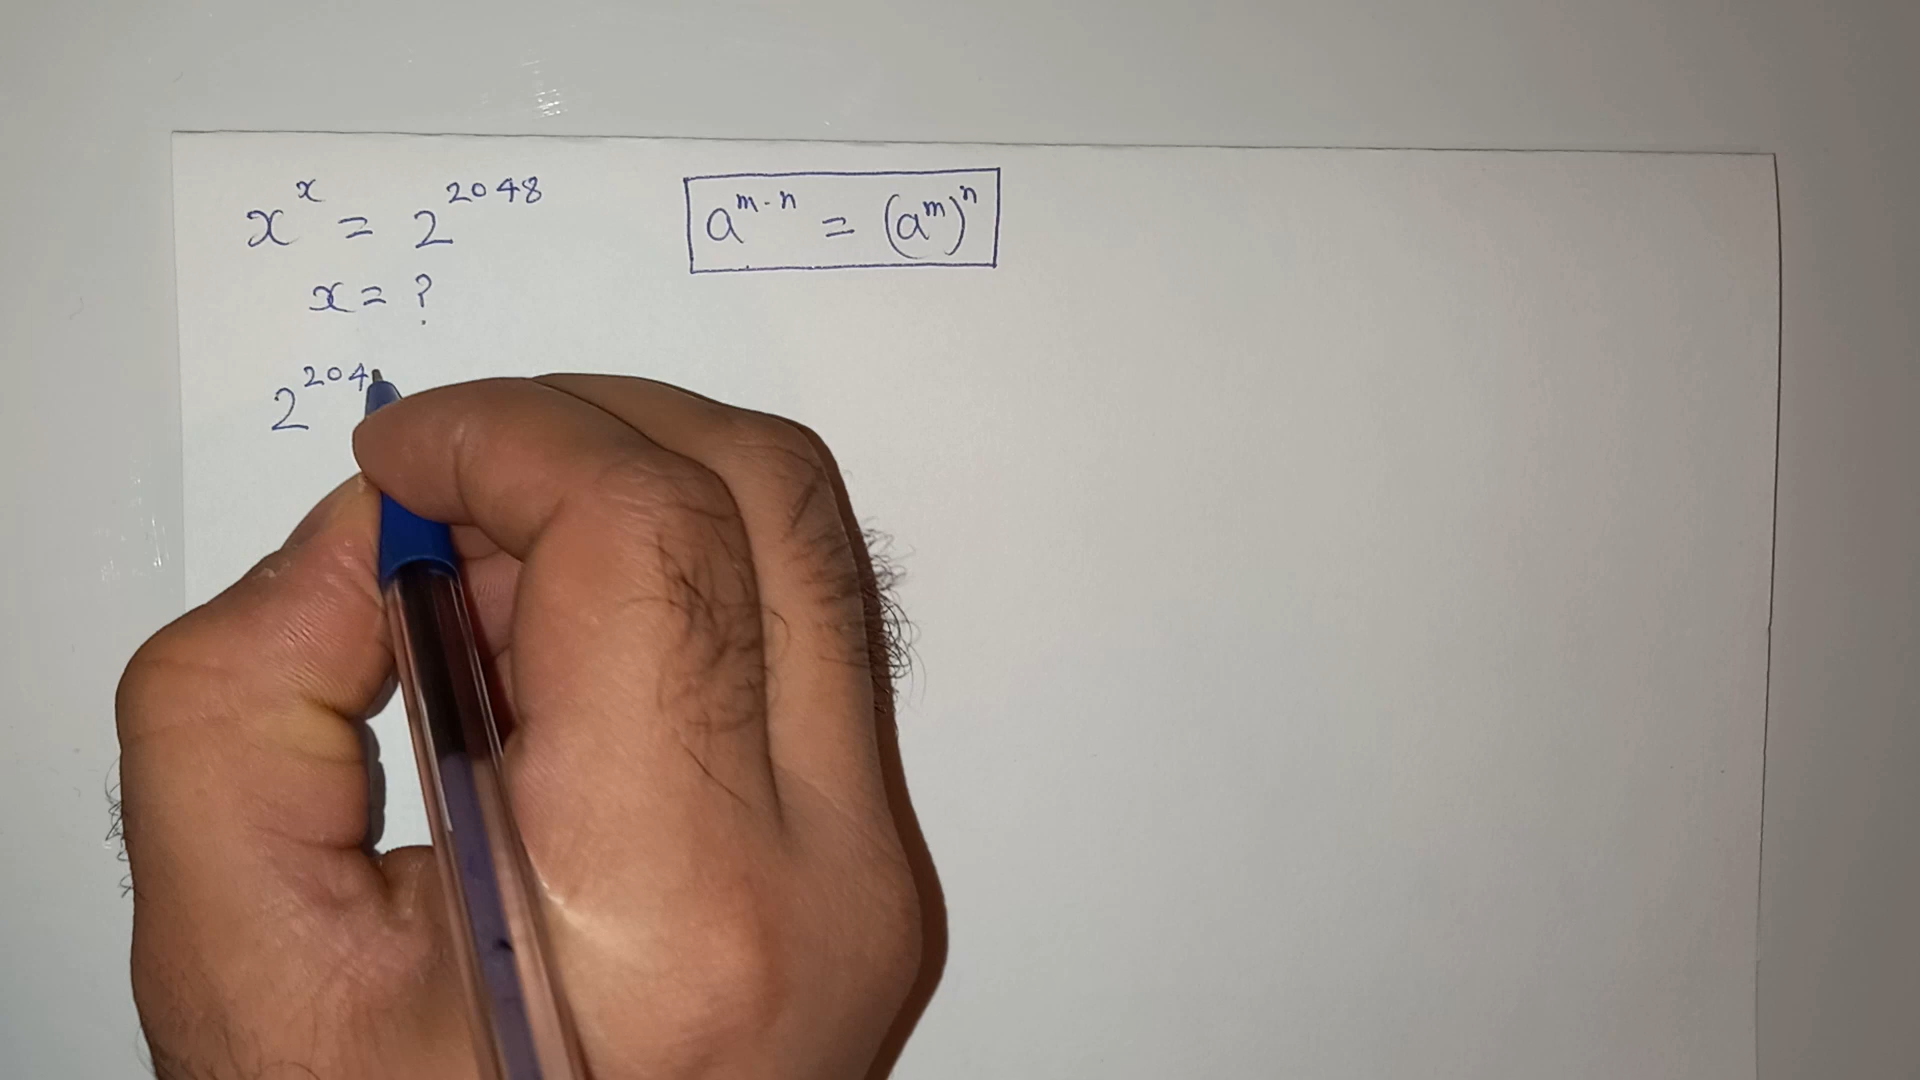 x^x = 2^2048
a^m·n = (a^m)^n
x = ?
2^204